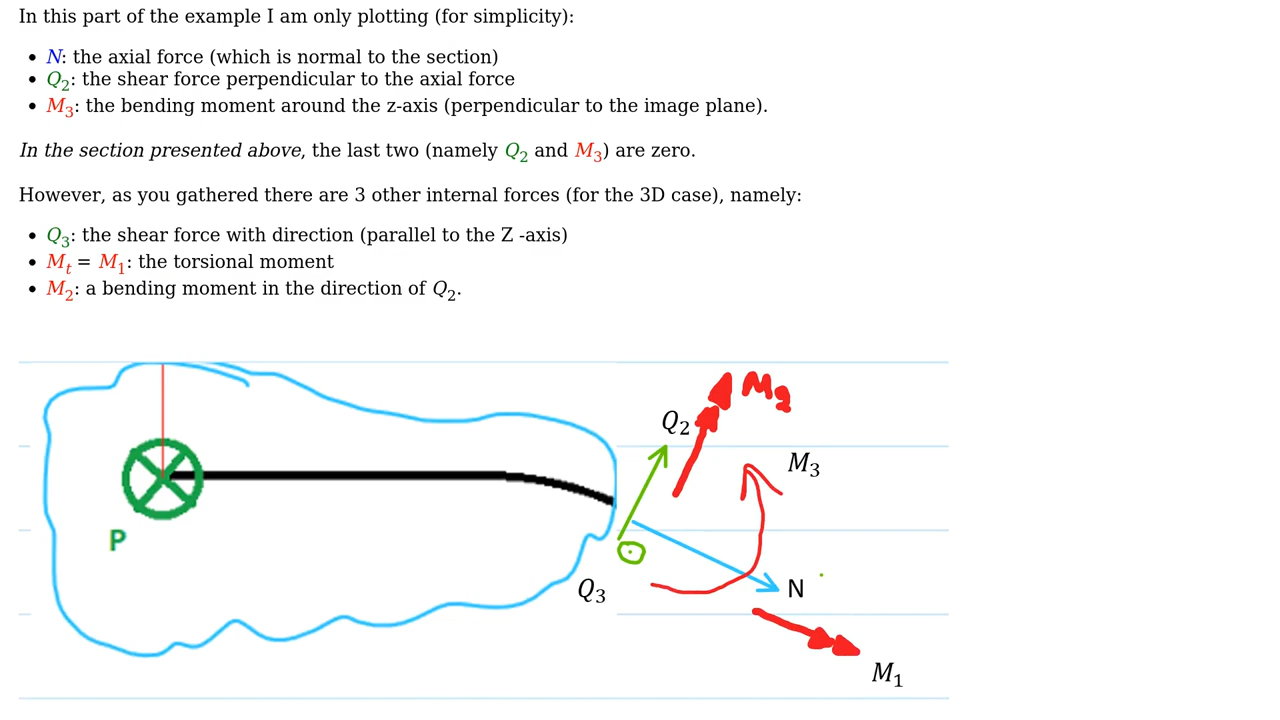 In this part of the example I am only plotting (for simplicity):
• N: the axial force (which is normal to the section)
• Q2: the shear force perpendicular to the axial force
• M3: the bending moment around the z-axis (perpendicular to the image plane).
In the section presented above, the last two (namely Q2 and M3) are zero.
However, as you gathered there are 3 other internal forces (for the 3D case), namely:
• Q3: the shear force with direction (parallel to the Z -axis)
• Mt = M1: the torsional moment
• M2: a bending moment in the direction of Q2.
Q2
M2
M3
P
Q3
N
M1